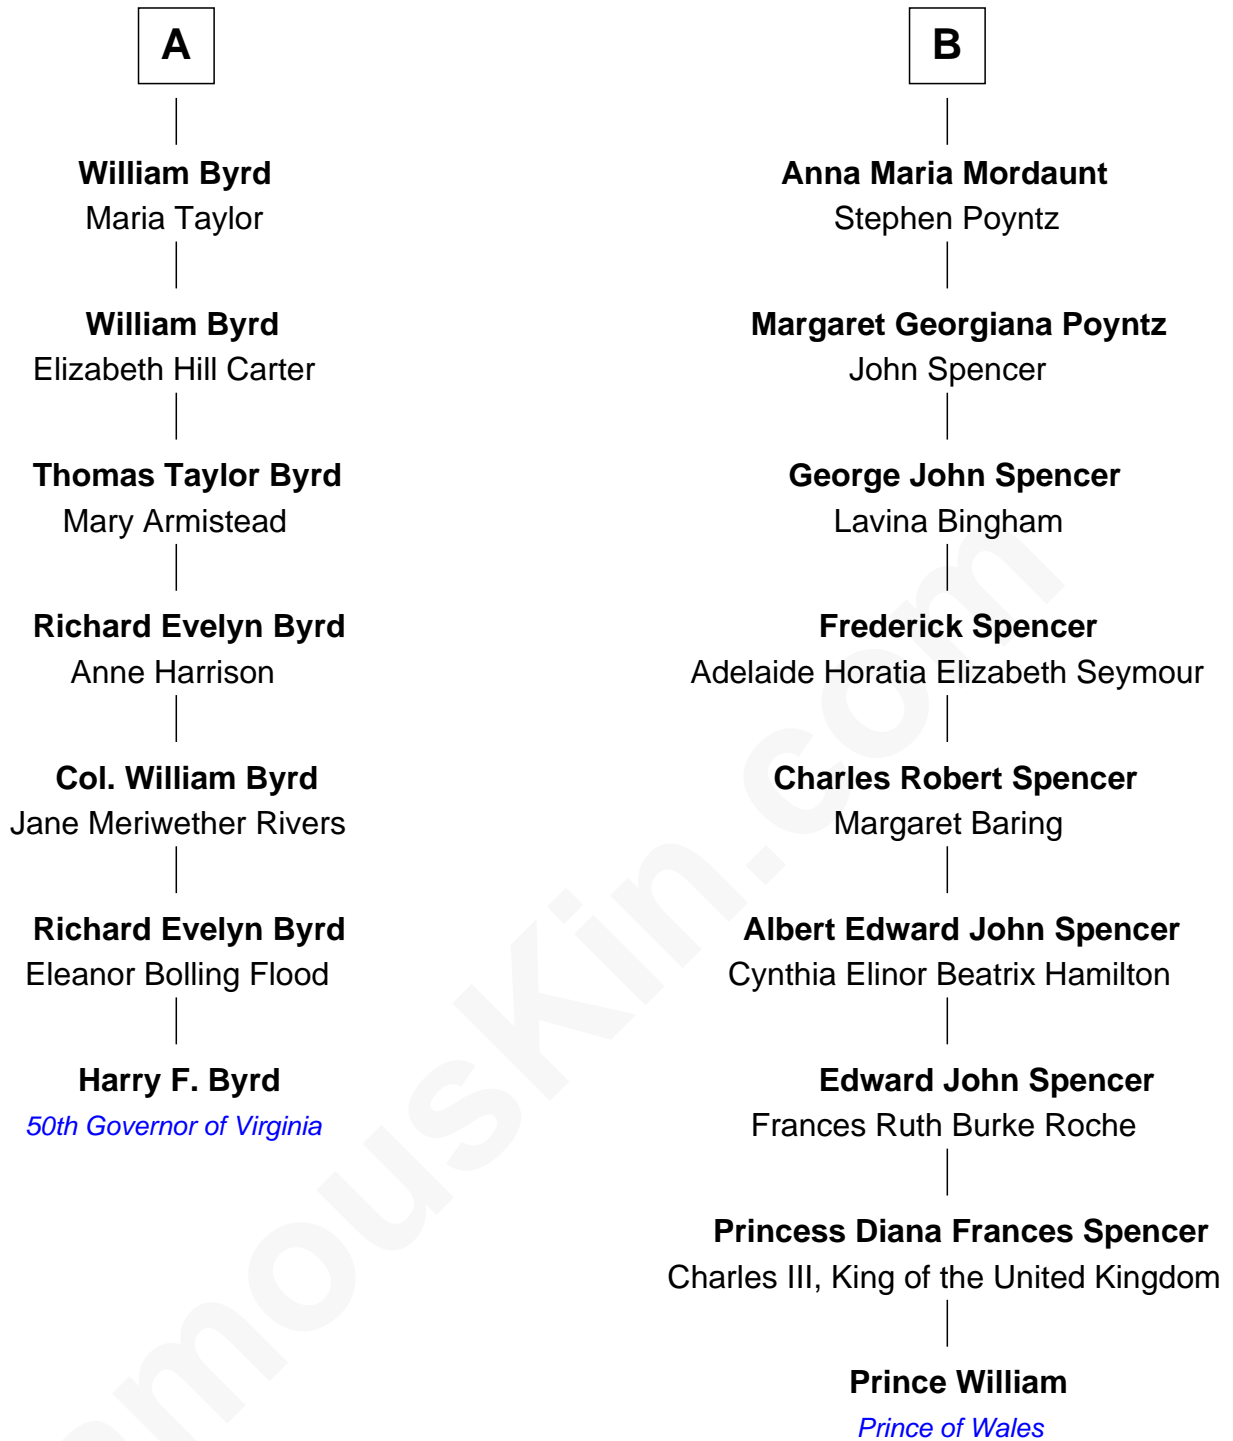 A
William Byrd
Maria Taylor
William Byrd
Elizabeth Hill Carter
Thomas Taylor Byrd
Mary Armistead
Richard Evelyn Byrd
Anne Harrison
Col. William Byrd
Jane Meriwether Rivers
Richard Evelyn Byrd
Eleanor Bolling Flood
Harry F. Byrd
50th Governor of Virginia
B
Anna Maria Mordaunt
Stephen Poyntz
Margaret Georgiana Poyntz
John Spencer
George John Spencer
Lavina Bingham
Frederick Spencer
Adelaide Horatia Elizabeth Seymour
Charles Robert Spencer
Margaret Baring
Albert Edward John Spencer
Cynthia Elinor Beatrix Hamilton
Edward John Spencer
Frances Ruth Burke Roche
Princess Diana Frances Spencer
Charles III, King of the United Kingdom
Prince William
Prince of Wales
amouskin.com